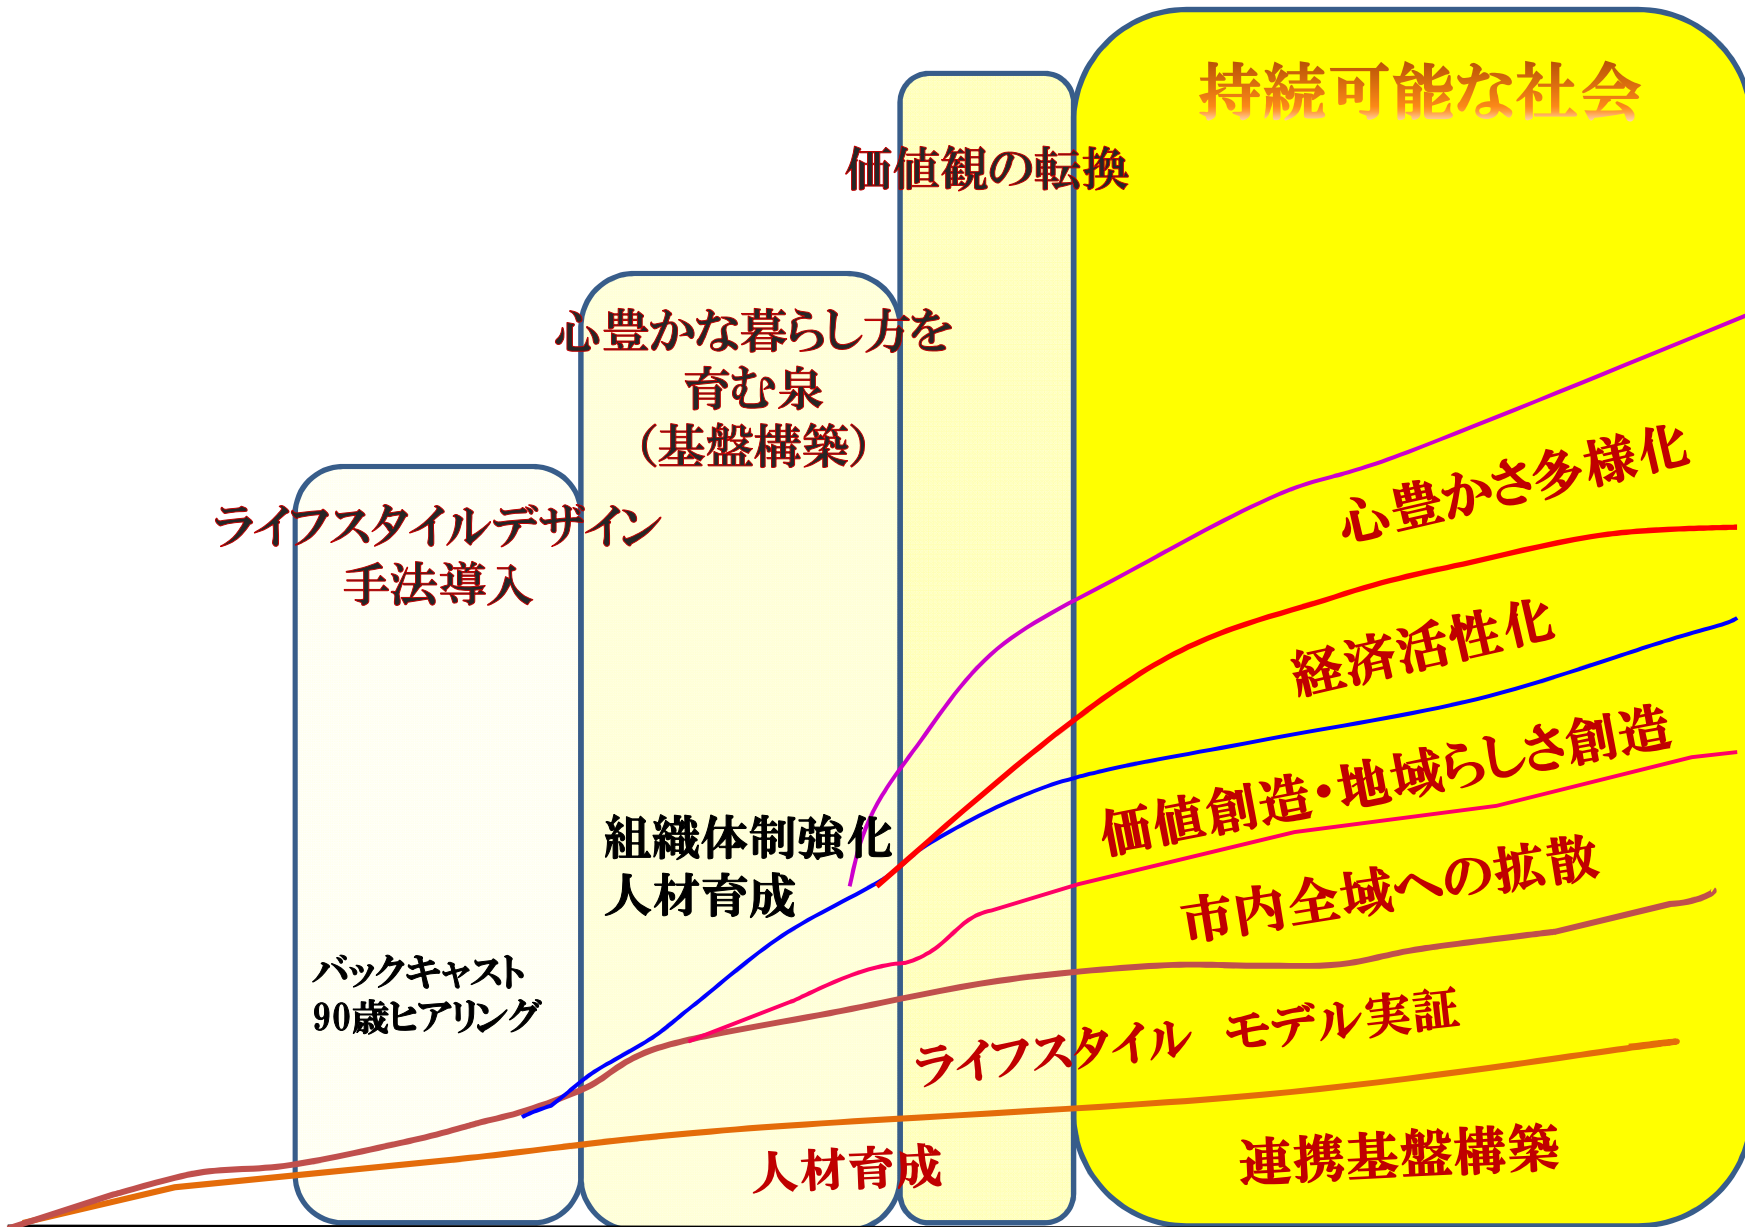 持続可能な社会
価値観の転換
心豊かな暮らし方を
育む泉
（基盤構築）
ライフスタイルデザイン
手法導入
心豊かさ多様化
経済活性化
価値創造・地域らしさ創造
組織体制強化
人材育成
市内全域への拡散
バックキャスト
90歳ヒアリング
ライフスタイル　モデル実証
人材育成
連携基盤構築